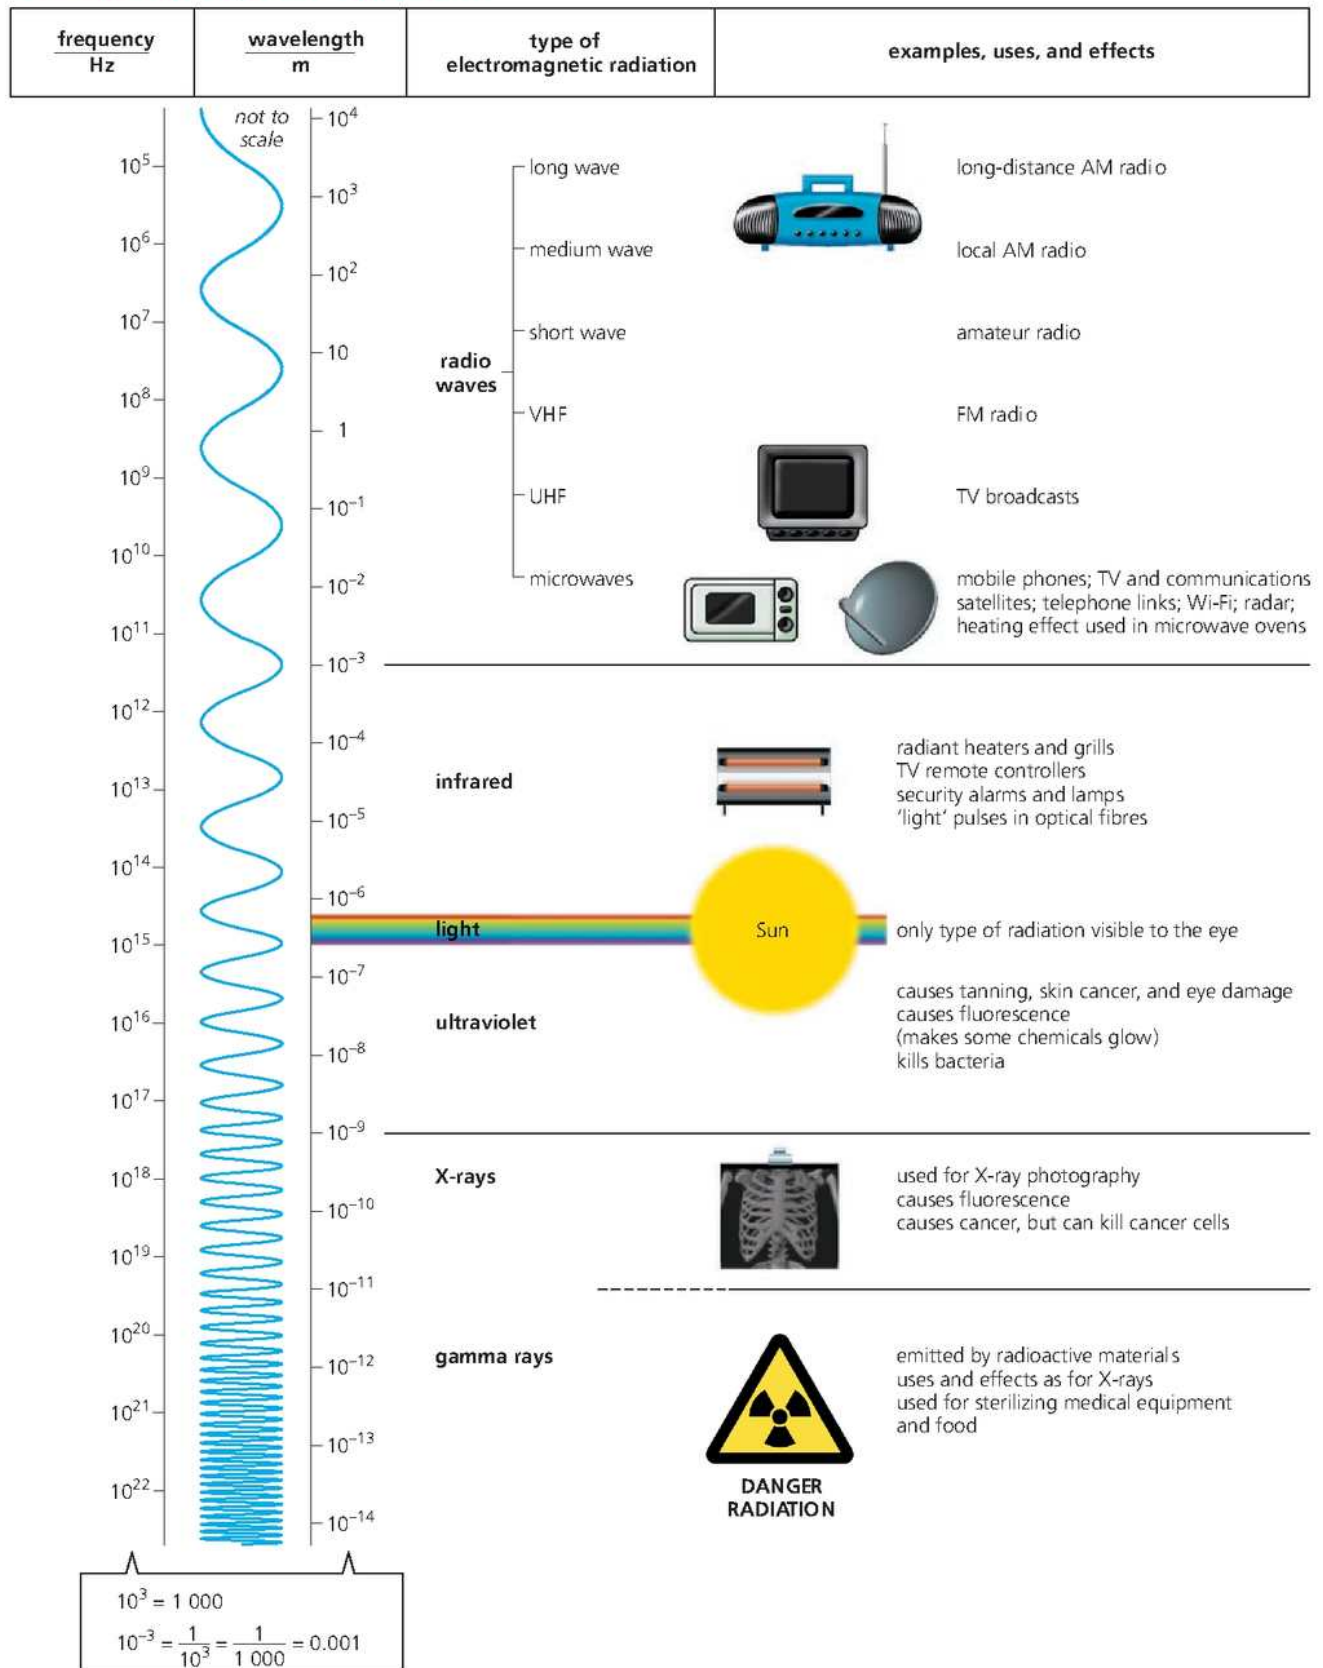 frequency
Hz
wavelength
m
type of
electromagnetic radiation
examples, uses, and effects
not to
scale
10⁴
10⁵
long wave
long-distance AM radio
10³
10⁶
medium wave
local AM radio
10²
10⁷
short wave
amateur radio
10
radio
waves
10⁸
VHF
FM radio
1
10⁹
UHF
TV broadcasts
10⁻¹
10¹⁰
microwaves
mobile phones; TV and communications
satellites; telephone links; Wi-Fi; radar;
heating effect used in microwave ovens
10⁻²
10¹¹
10⁻³
10¹²
10⁻⁴
infrared
radiant heaters and grills
TV remote controllers
security alarms and lamps
‘light’ pulses in optical fibres
10¹³
10⁻⁵
10¹⁴
10⁻⁶
light
Sun
only type of radiation visible to the eye
10¹⁵
10⁻⁷
ultraviolet
causes tanning, skin cancer, and eye damage
causes fluorescence
(makes some chemicals glow)
kills bacteria
10¹⁶
10⁻⁸
10¹⁷
10⁻⁹
X-rays
used for X-ray photography
causes fluorescence
causes cancer, but can kill cancer cells
10¹⁸
10⁻¹⁰
10¹⁹
10⁻¹¹
10²⁰
gamma rays
emitted by radioactive materials
uses and effects as for X-rays
used for sterilizing medical equipment
and food
10⁻¹²
10²¹
10⁻¹³
10²²
DANGER
RADIATION
10⁻¹⁴
10³ = 1 000
10⁻³ = 1/10³ = 1/1 000 = 0.001